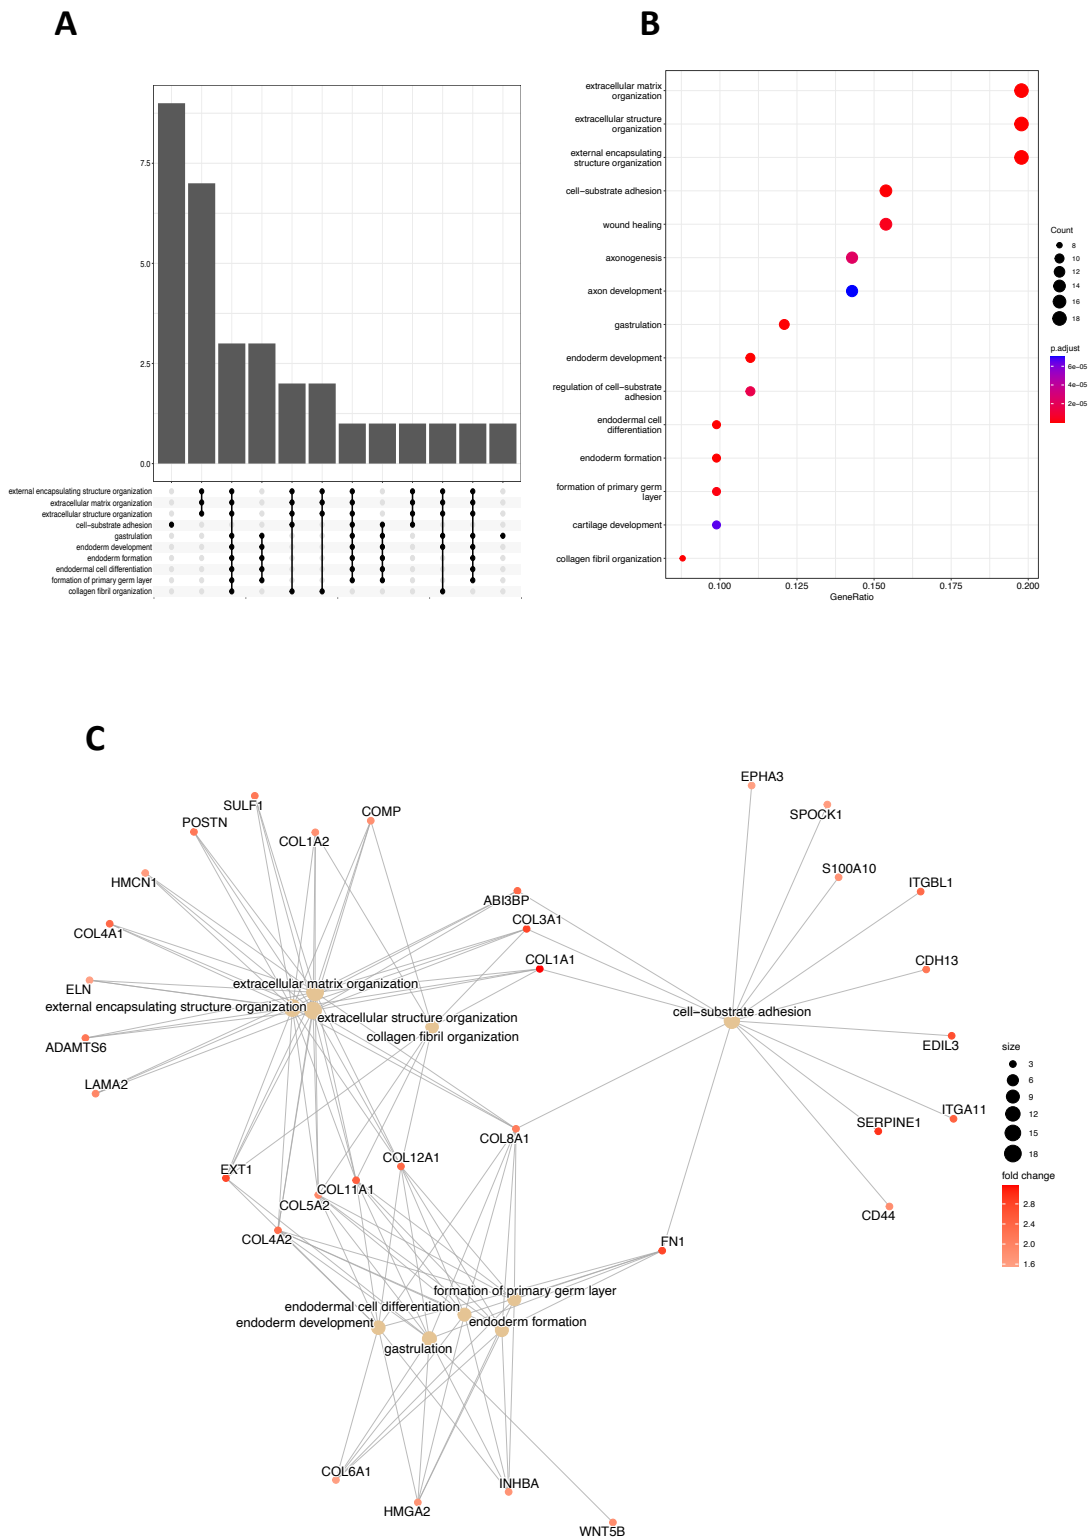 A
B
7.5
5.0
2.5
0.0
external encapsulating structure organization
extracellular matrix organization
extracellular structure organization
cell−substrate adhesion
gastrulation
endoderm development
endoderm formation
endodermal cell differentiation
formation of primary germ layer
collagen fibril organization
extracellular matrix
organization
extracellular structure
organization
external encapsulating
structure organization
cell−substrate adhesion
wound healing
axonogenesis
axon development
gastrulation
endoderm development
regulation of cell−substrate
adhesion
endodermal cell
differentiation
endoderm formation
formation of primary germ
layer
cartilage development
collagen fibril organization
0.100
0.125
0.150
0.175
0.200
GeneRatio
Count
8
10
12
14
16
18
p.adjust
6e−05
4e−05
2e−05
C
EPHA3
SPOCK1
SULF1
COMP
POSTN
COL1A2
S100A10
ITGBL1
HMCN1
ABI3BP
COL3A1
COL4A1
COL1A1
CDH13
ELN
extracellular matrix organization
external encapsulating structure organization
extracellular structure organization
collagen fibril organization
cell−substrate adhesion
ADAMTS6
EDIL3
LAMA2
SERPINE1
ITGA11
COL8A1
COL12A1
EXT1
COL11A1
COL5A2
CD44
COL4A2
FN1
formation of primary germ layer
endodermal cell differentiation
endoderm development
endoderm formation
gastrulation
COL6A1
INHBA
HMGA2
WNT5B
size
3
6
9
12
15
18
fold change
2.8
2.4
2.0
1.6